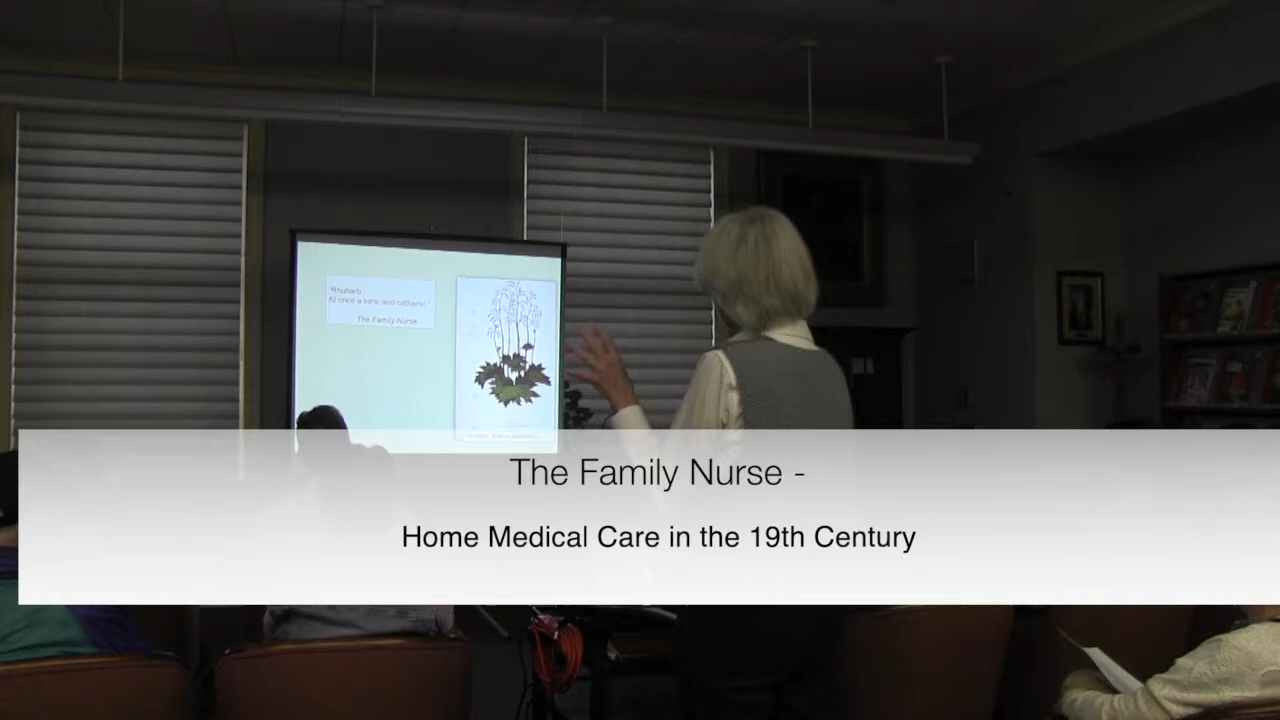 "Rhubarb.
At once a tonic, and cathartic."
The Family Nurse
The Family Nurse -
Home Medical Care in the 19th Century